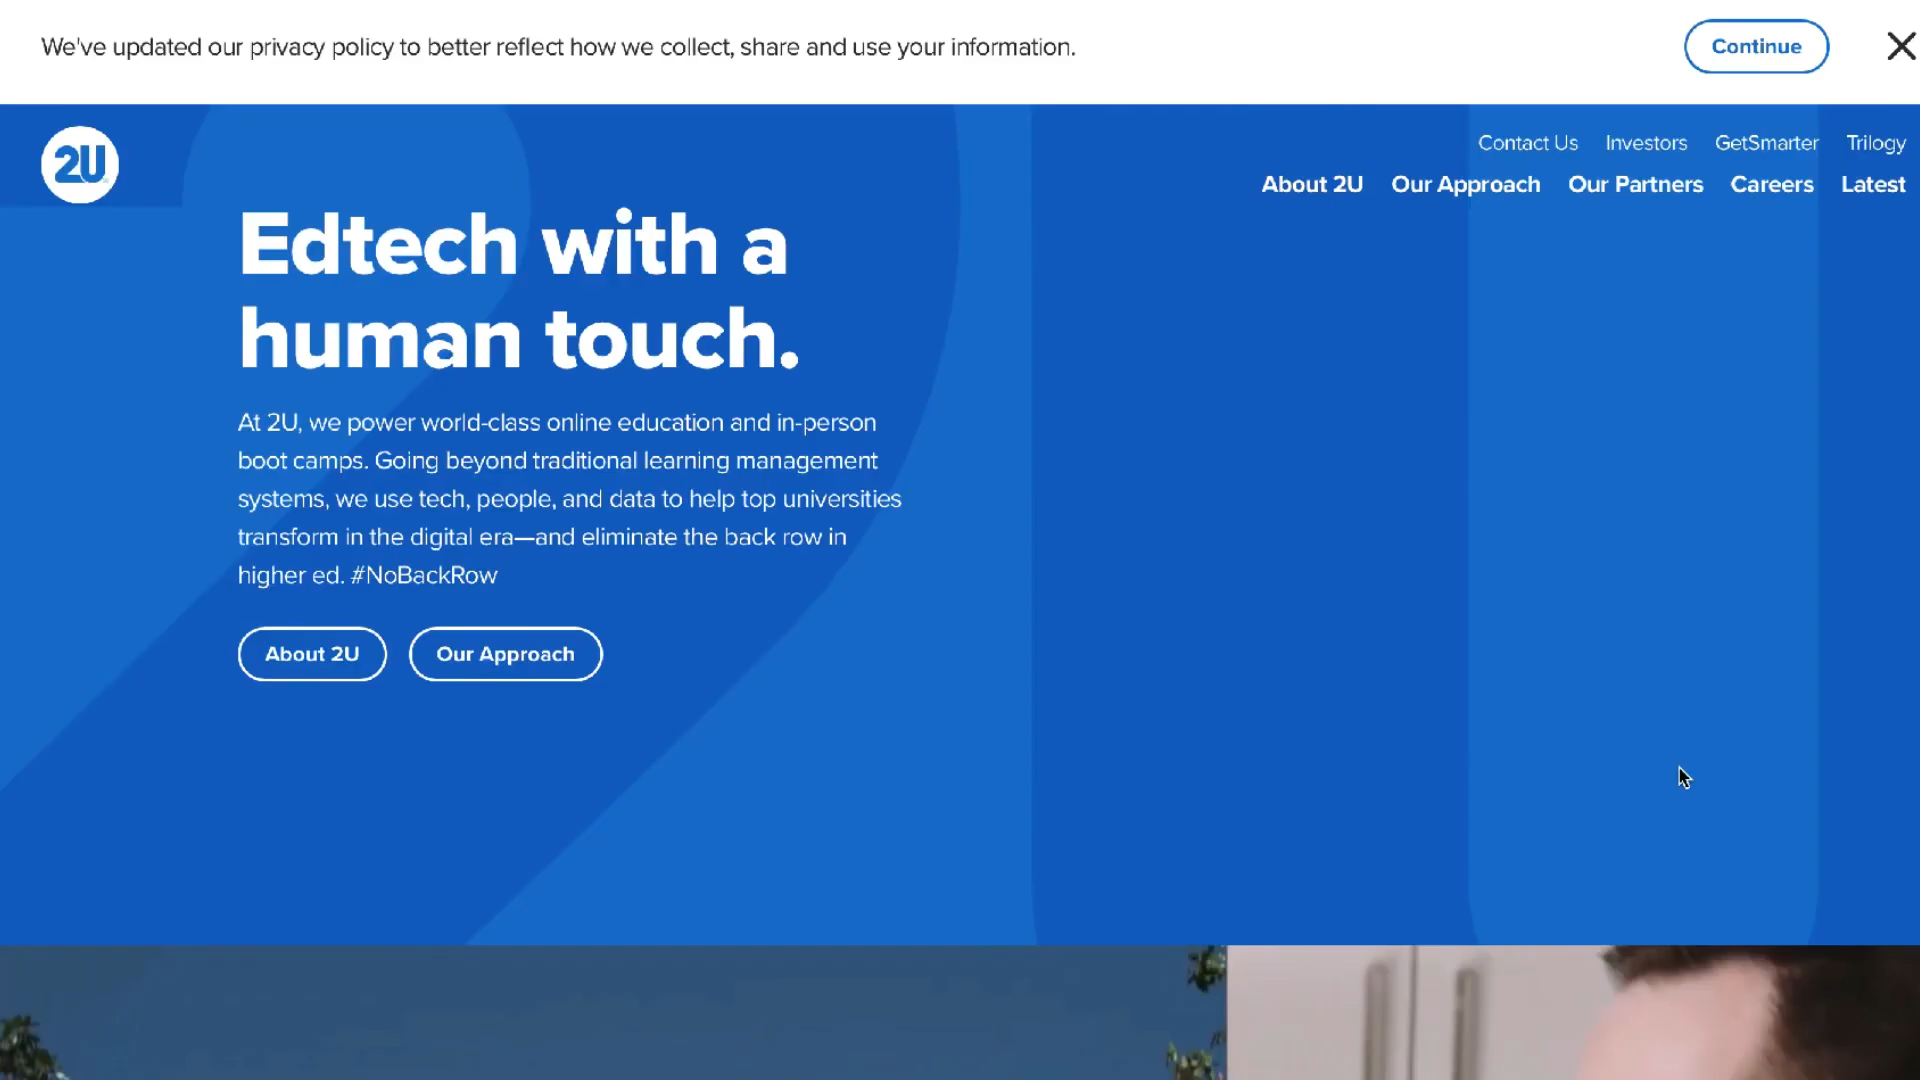 We've updated our privacy policy to better reflect how we collect, share and use your information.
Continue
2U
Contact Us Investors GetSmarter Trilogy
About 2U Our Approach Our Partners Careers Latest
Edtech with a
human touch.
At 2U, we power world-class online education and in-person
boot camps. Going beyond traditional learning management
systems, we use tech, people, and data to help top universities
transform in the digital era—and eliminate the back row in
higher ed. #NoBackRow
About 2U Our Approach